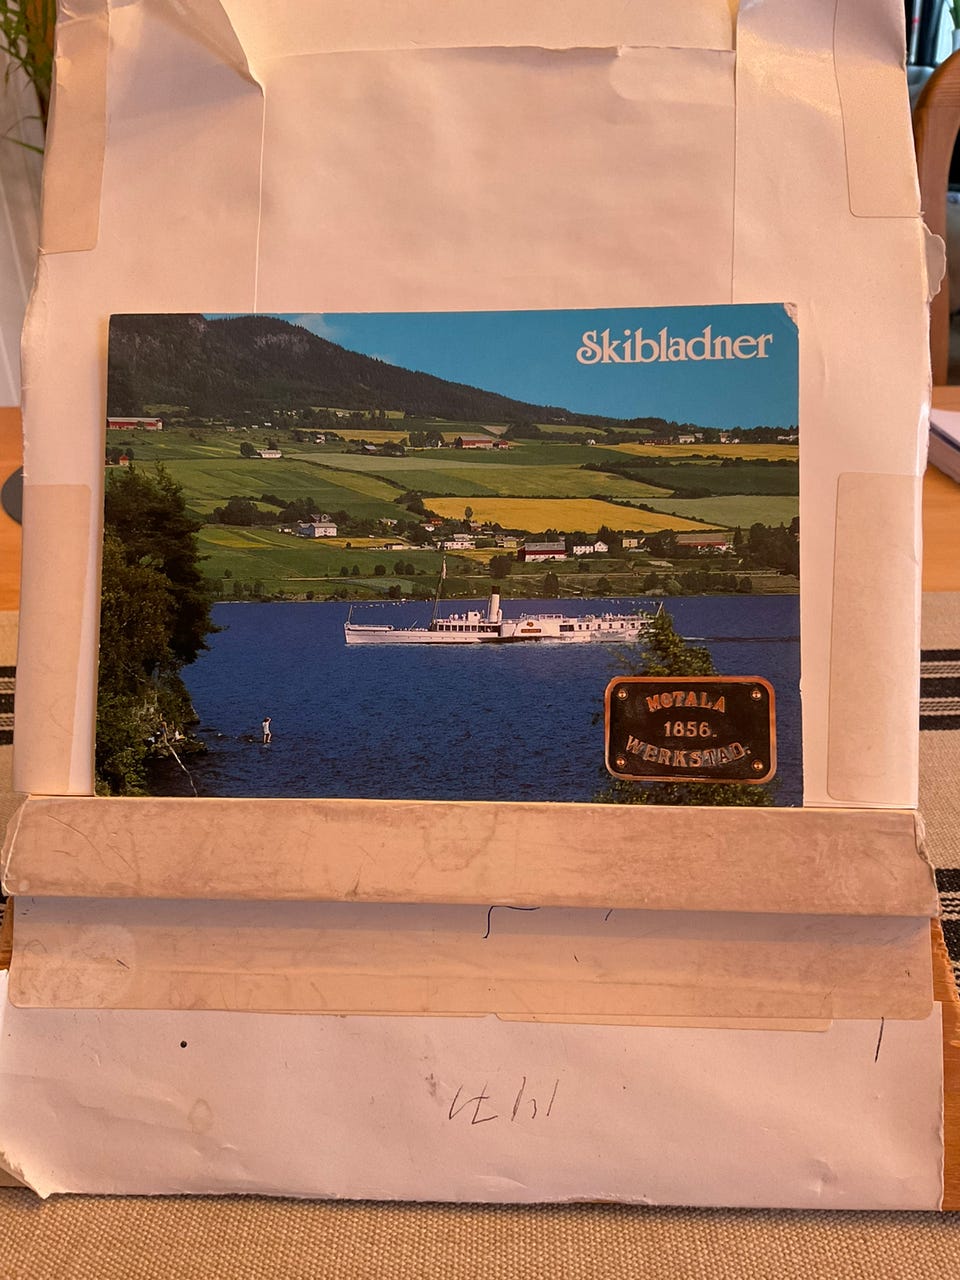 Skibladner
MOTALA
1856.
WERKSTAD.